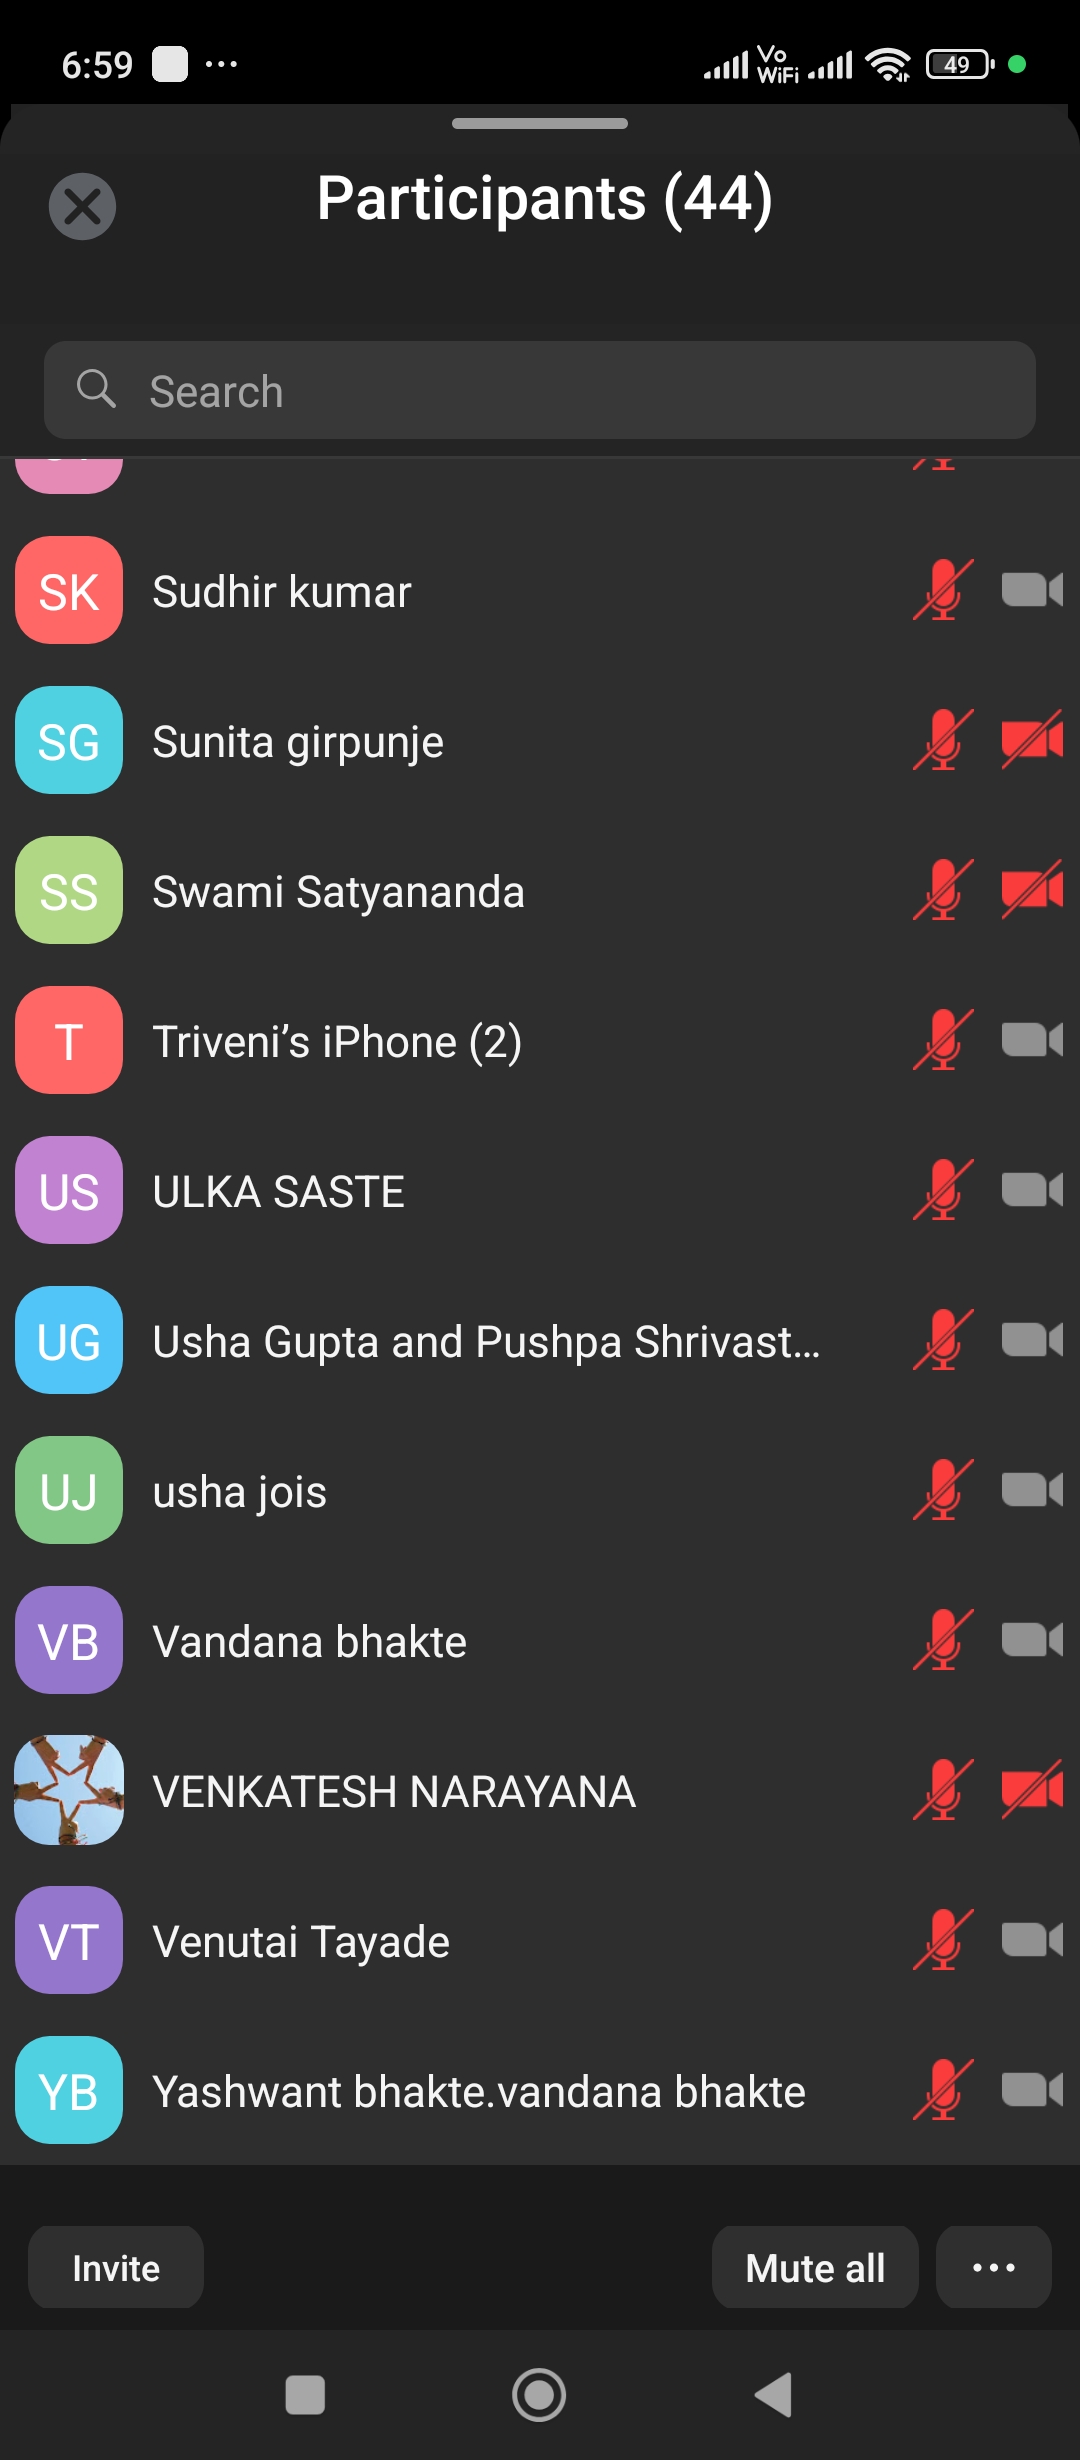 6:59 ... Vo WiFi 49
Participants (44)
Search
SK Sudhir kumar
SG Sunita girpunje
SS Swami Satyananda
T Triveni’s iPhone (2)
US ULKA SASTE
UG Usha Gupta and Pushpa Shrivast...
UJ usha jois
VB Vandana bhakte
VENKATESH NARAYANA
VT Venutai Tayade
YB Yashwant bhakte.vandana bhakte
Invite Mute all ...